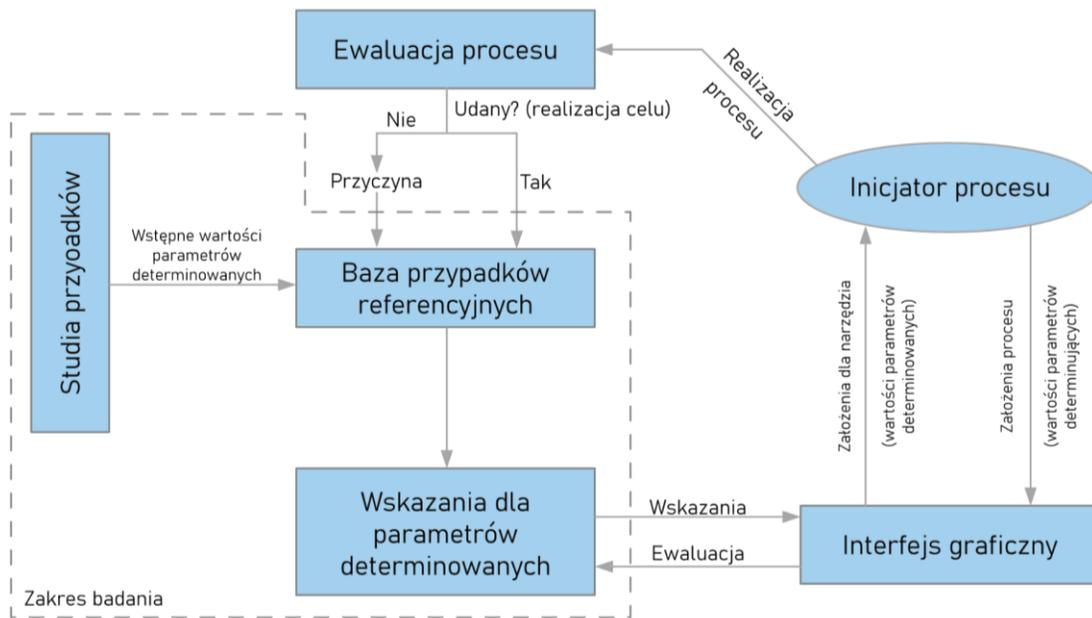 Ewaluacja procesu
Udany? (realizacja celu)
Nie
Przyczyna
Tak
Realizacja
procesu
Inicjator procesu
Studia przyoadków
Wstępne wartości
parametrów
determinowanych
Baza przypadków
referencyjnych
Założenia dla narzędzia
(wartości parametrów
determinowanych)
Założenia procesu
(wartości parametrów
determinujących)
Wskazania dla
parametrów
determinowanych
Wskazania
Ewaluacja
Interfejs graficzny
Zakres badania